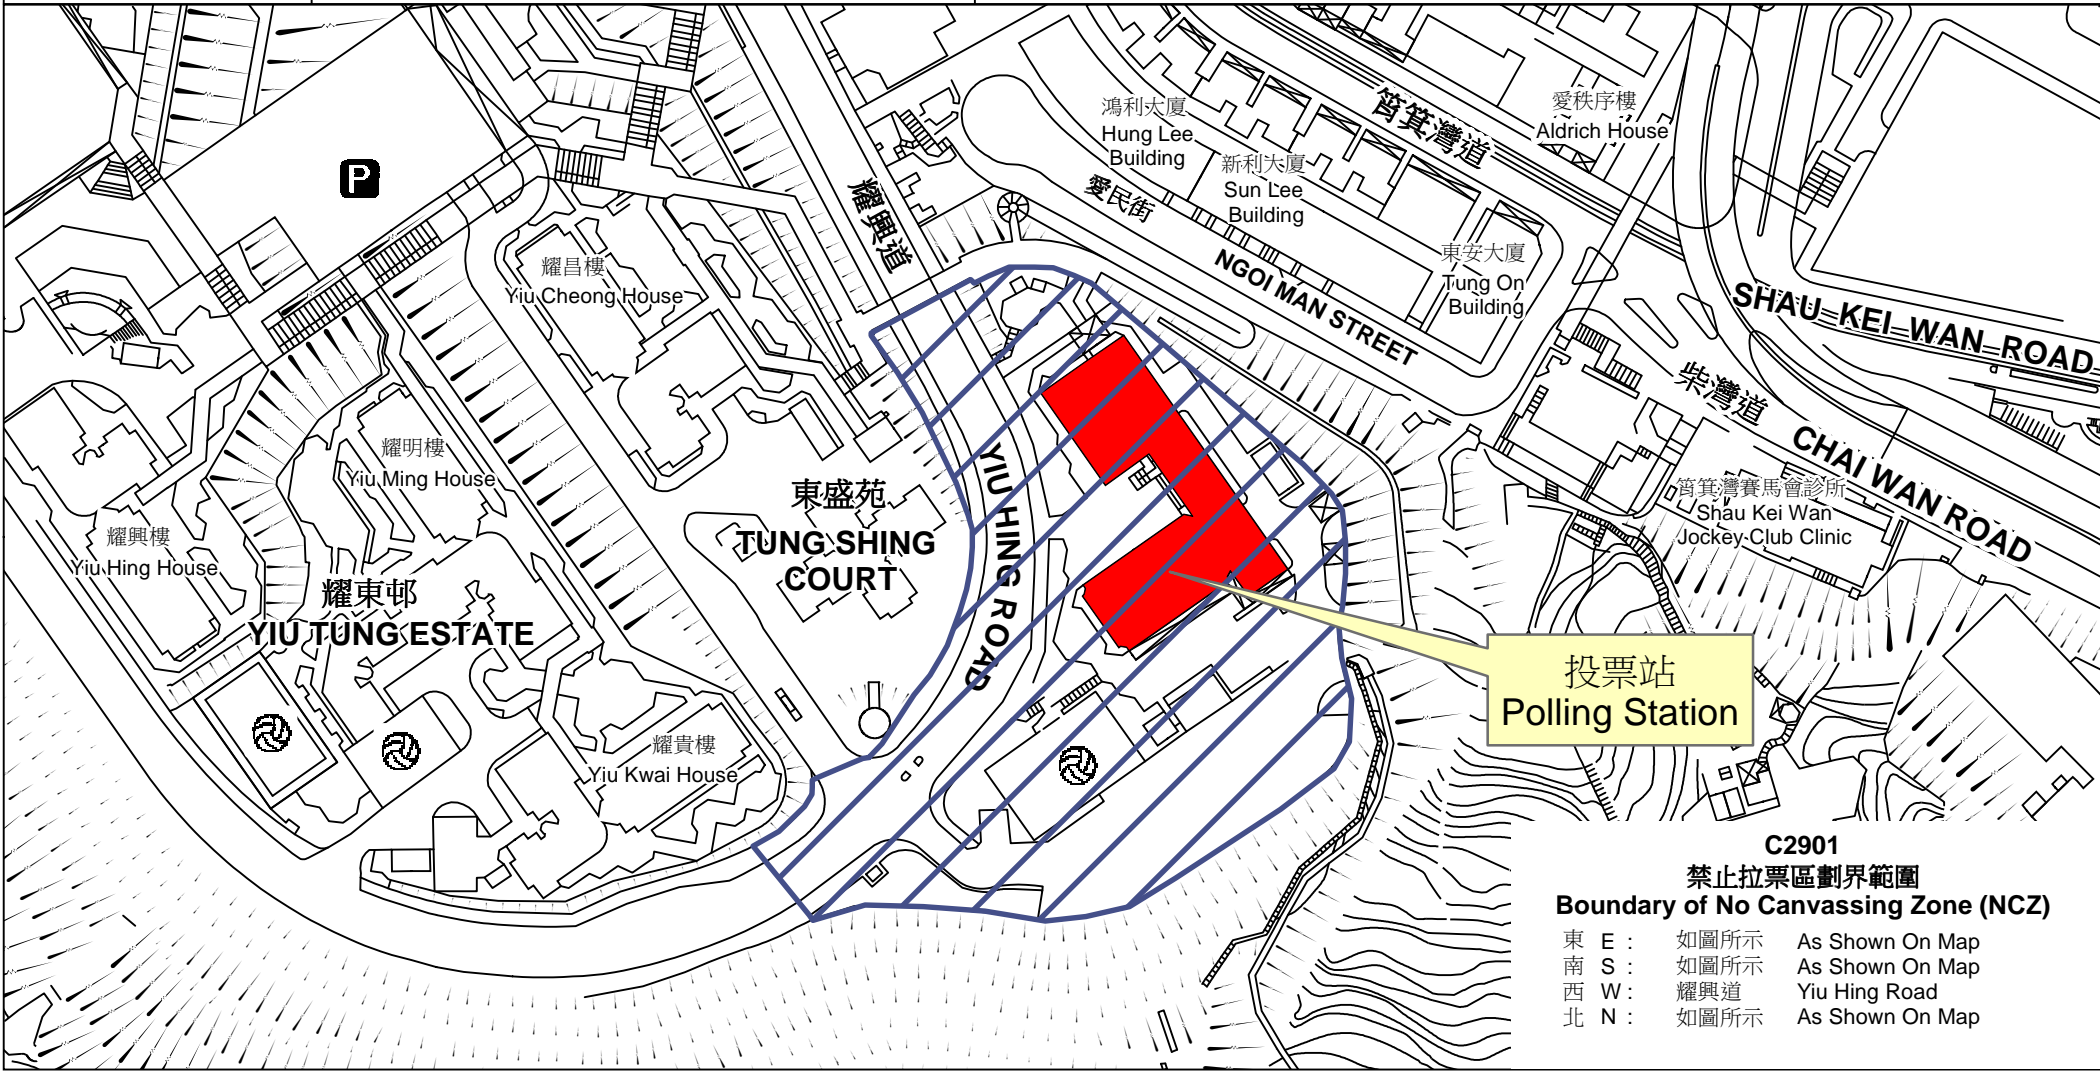 P
鴻利大廈
Hung Lee
Building
新利大廈
Sun Lee
Building
筲箕灣道
愛秩序樓
Aldrich House
愛民街
NGOI MAN STREET
東安大廈
Tung On
Building
耀興道
SHAU KEI WAN ROAD
柴灣道
CHAI WAN ROAD
筲箕灣賽馬會診所
Shau Kei Wan
Jockey Club Clinic
耀昌樓
Yiu Cheong House
耀明樓
Yiu Ming House
耀興樓
Yiu Hing House
耀東邨
YIU TUNG ESTATE
東盛苑
TUNG SHING
COURT
YIU HING ROAD
耀貴樓
Yiu Kwai House
投票站
Polling Station
C2901
禁止拉票區劃界範圍
Boundary of No Canvassing Zone (NCZ)
東 E : 如圖所示 As Shown On Map
南 S : 如圖所示 As Shown On Map
西 W : 耀興道 Yiu Hing Road
北 N : 如圖所示 As Shown On Map